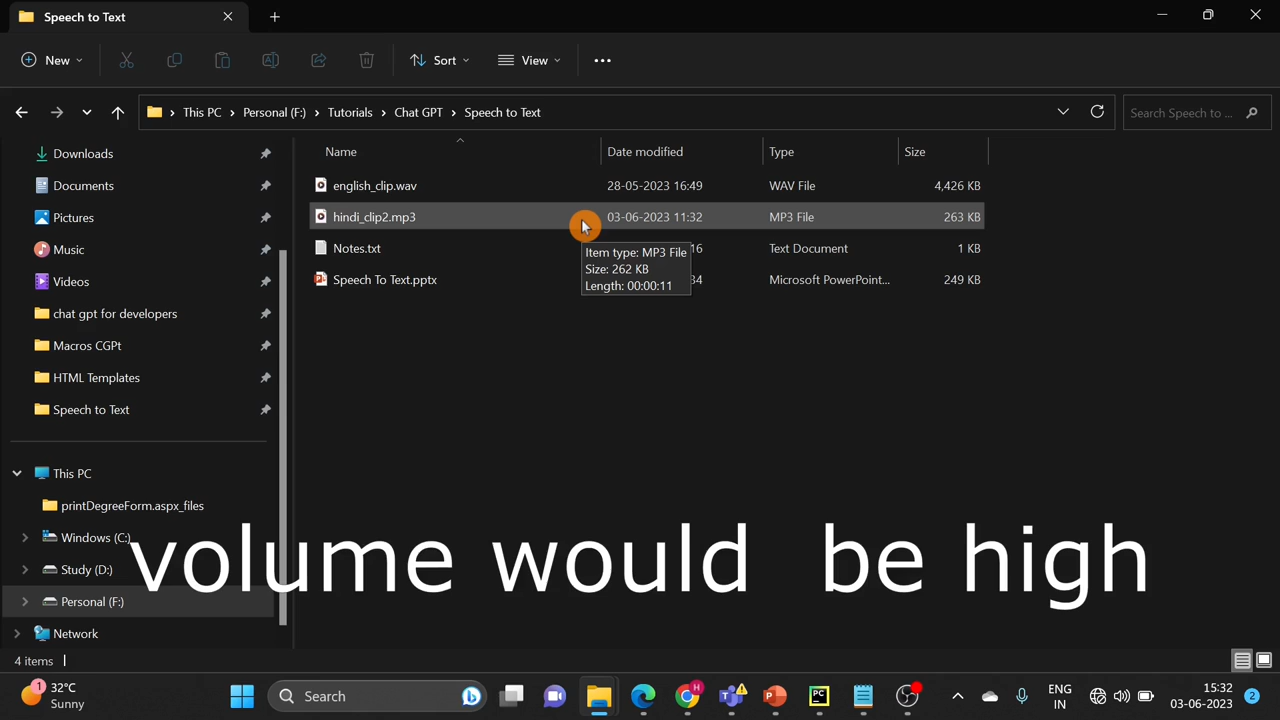 Speech to Text
New
Sort
View
This PC
Personal (F:)
Tutorials
Chat GPT
Speech to Text
Search Speech to ...
Name
Date modified
Type
Size
english_clip.wav
28-05-2023 16:49
WAV File
4,426 KB
hindi_clip2.mp3
03-06-2023 11:32
MP3 File
263 KB
Notes.txt
16
Text Document
1 KB
Speech To Text.pptx
34
Microsoft PowerPoint...
249 KB
Item type: MP3 File
Size: 262 KB
Length: 00:00:11
Downloads
Documents
Pictures
Music
Videos
chat gpt for developers
Macros CGPt
HTML Templates
Speech to Text
This PC
printDegreeForm.aspx_files
Windows (C:)
Study (D:)
Personal (F:)
Network
volume would be high
4 items
1
32°C
Sunny
Search
ENG
IN
15:32
03-06-2023
2